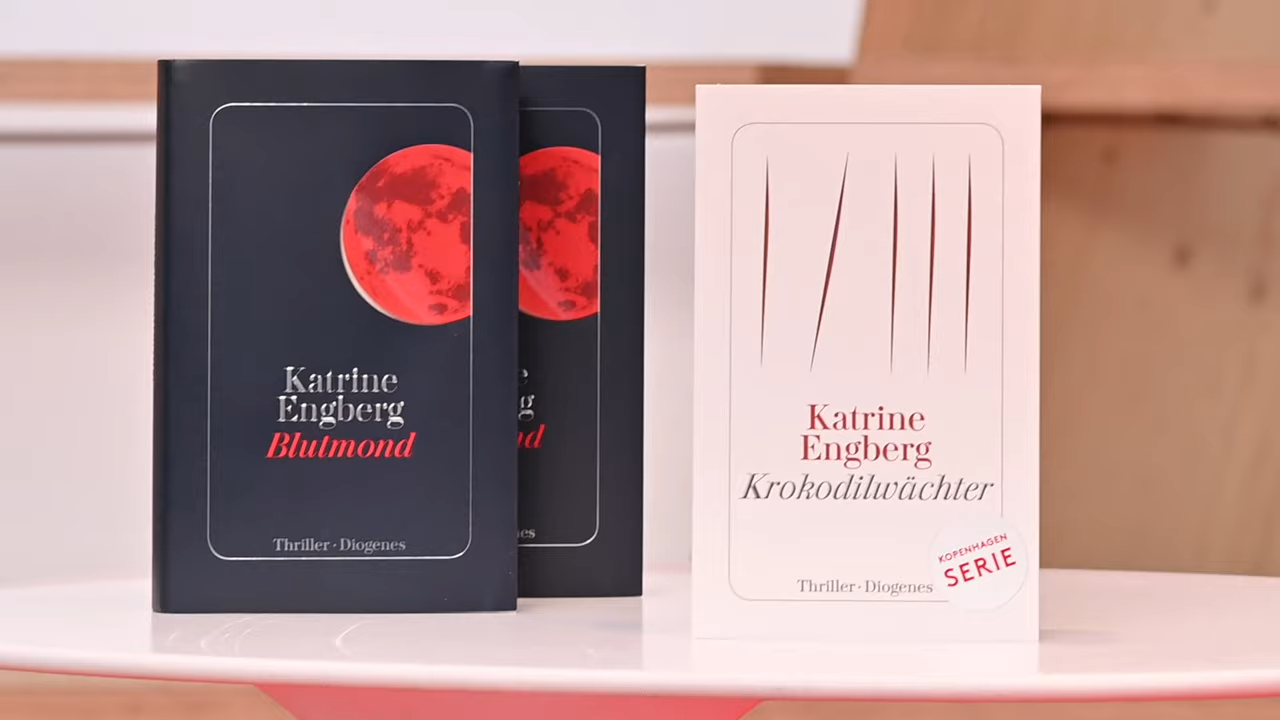 Katrine
Engberg
Blutmond
Thriller · Diogenes
Katrine
Engberg
Krokodilwächter
KOPENHAGEN
SERIE
Thriller · Diogenes